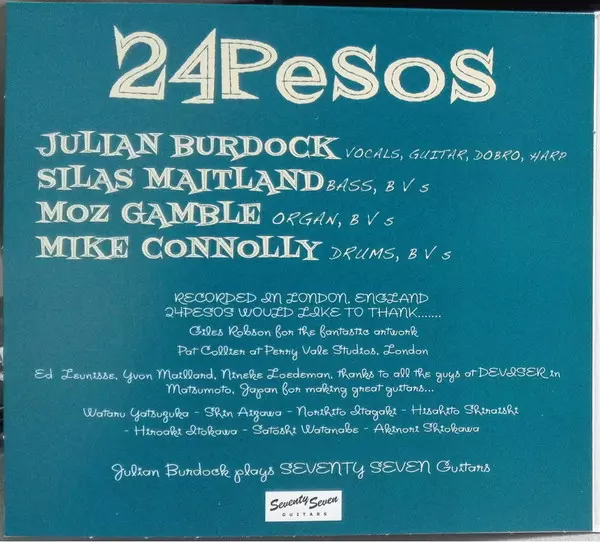 24PESOS
JULIAN BURDOCK VOCALS, GUITAR, DOBRO, HARP
SILAS MAITLAND BASS, B V s
MOZ GAMBLE ORGAN, B V s
MIKE CONNOLLY DRUMS, B V s
RECORDED IN LONDON, ENGLAND
24PESOS WOULD LIKE TO THANK.......
Giles Robson for the fantastic artwork
Pat Collier at Perry Vale Studios, London
Ed Leunisse, Yvon Maillard, Nineke Loedeman, thanks to all the guys at DEVISER in
Matsumoto, Japan for making great guitars...
Wataru Yatsuzuka - Shin Aizawa - Norihito Itagaki - Hisahito Shiraishi
- Hiroaki Itokawa - Satoshi Watanabe - Akinori Shiokawa
Julian Burdock plays SEVENTY SEVEN Guitars
Seventy Seven
GUITARS